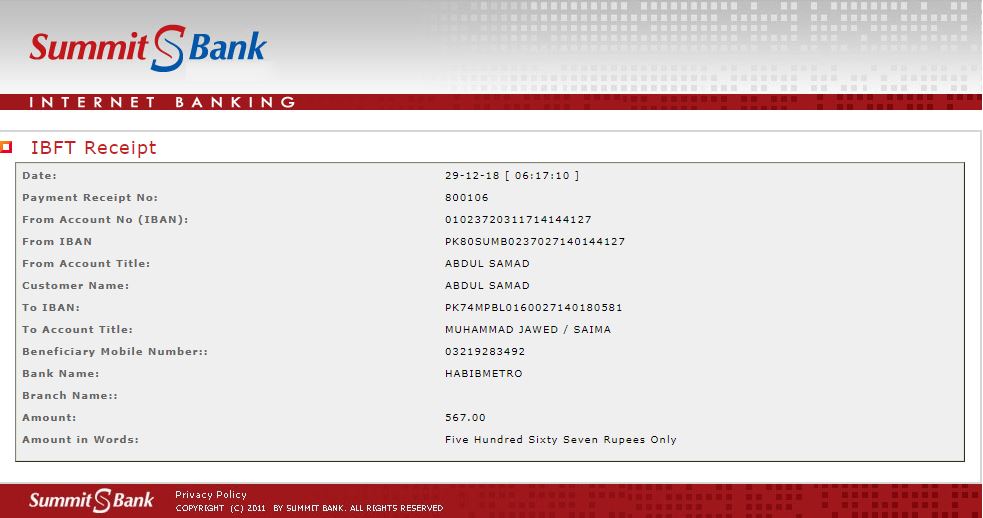 Summit S Bank
INTERNET BANKING
IBFT Receipt
Date: 29-12-18 [ 06:17:10 ]
Payment Receipt No: 800106
From Account No (IBAN): 01023720311714144127
From IBAN PK80SUMB0237027140144127
From Account Title: ABDUL SAMAD
Customer Name: ABDUL SAMAD
To IBAN: PK74MPBL0160027140180581
To Account Title: MUHAMMAD JAWED / SAIMA
Beneficiary Mobile Number:: 03219283492
Bank Name: HABIBMETRO
Branch Name::
Amount: 567.00
Amount in Words: Five Hundred Sixty Seven Rupees Only
Summit S Bank
Privacy Policy
COPYRIGHT (C) 2011 BY SUMMIT BANK. ALL RIGHTS RESERVED